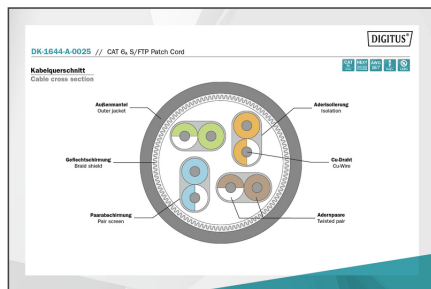 DIGITUS®
DK-1644-A-0025 // CAT 6A S/FTP Patch Cord
Kabelquerschnitt
Cable cross section
Außenmantel
Outer jacket
Aderisolierung
Isolation
Geflechtschirmung
Braid shield
Cu-Draht
Cu-Wire
Paarabschirmung
Pair screen
Adernpaare
Twisted pair